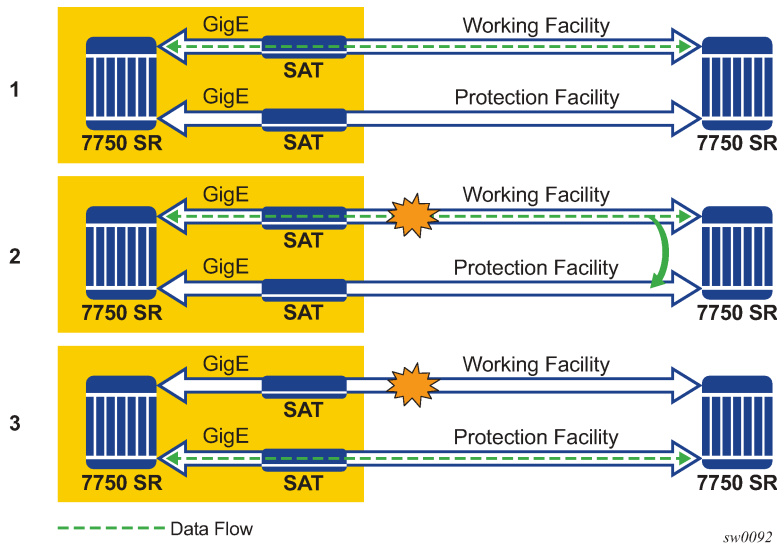 GigE Working Facility
SAT
1
GigE Protection Facility
7750 SR SAT 7750 SR
GigE Working Facility
SAT
2
GigE Protection Facility
7750 SR SAT 7750 SR
GigE Working Facility
SAT
3
GigE Protection Facility
7750 SR SAT 7750 SR
Data Flow
sw0092